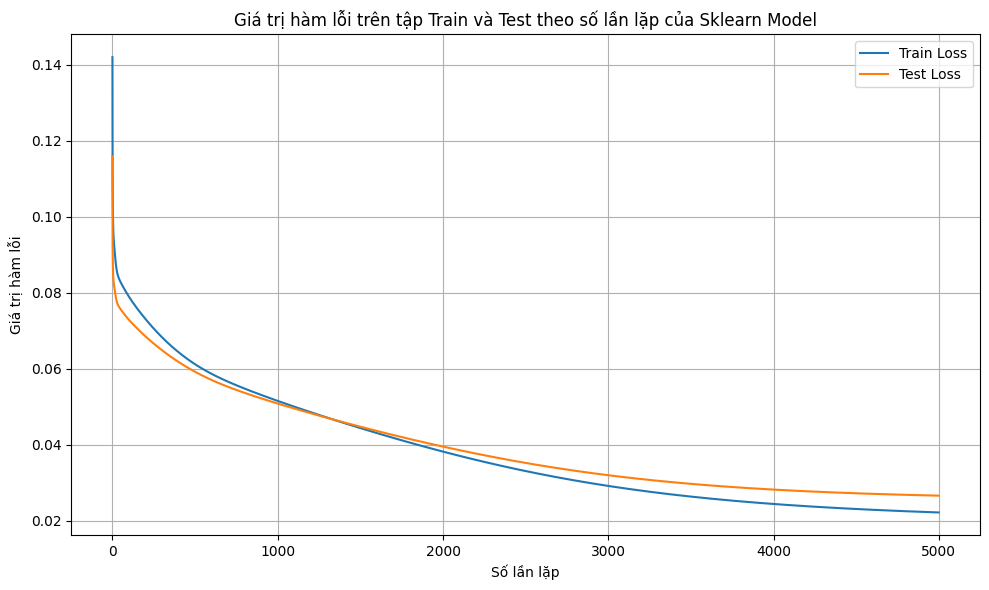 Giá trị hàm lỗi trên tập Train và Test theo số lần lặp của Sklearn Model
Train Loss
Test Loss
Giá trị hàm lỗi
0.14
0.12
0.10
0.08
0.06
0.04
0.02
0 1000 2000 3000 4000 5000
Số lần lặp